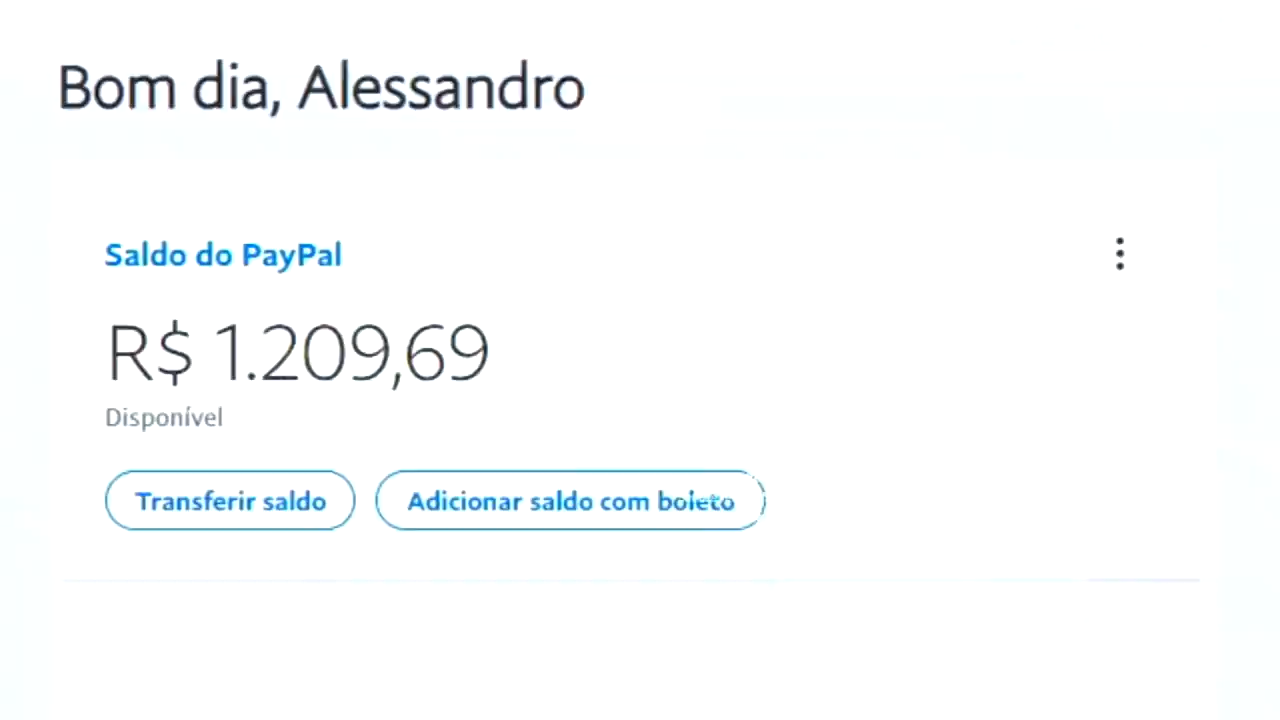 Bom dia, Alessandro
Saldo do PayPal
R$ 1.209,69
Disponível
Transferir saldo
Adicionar saldo com boleto